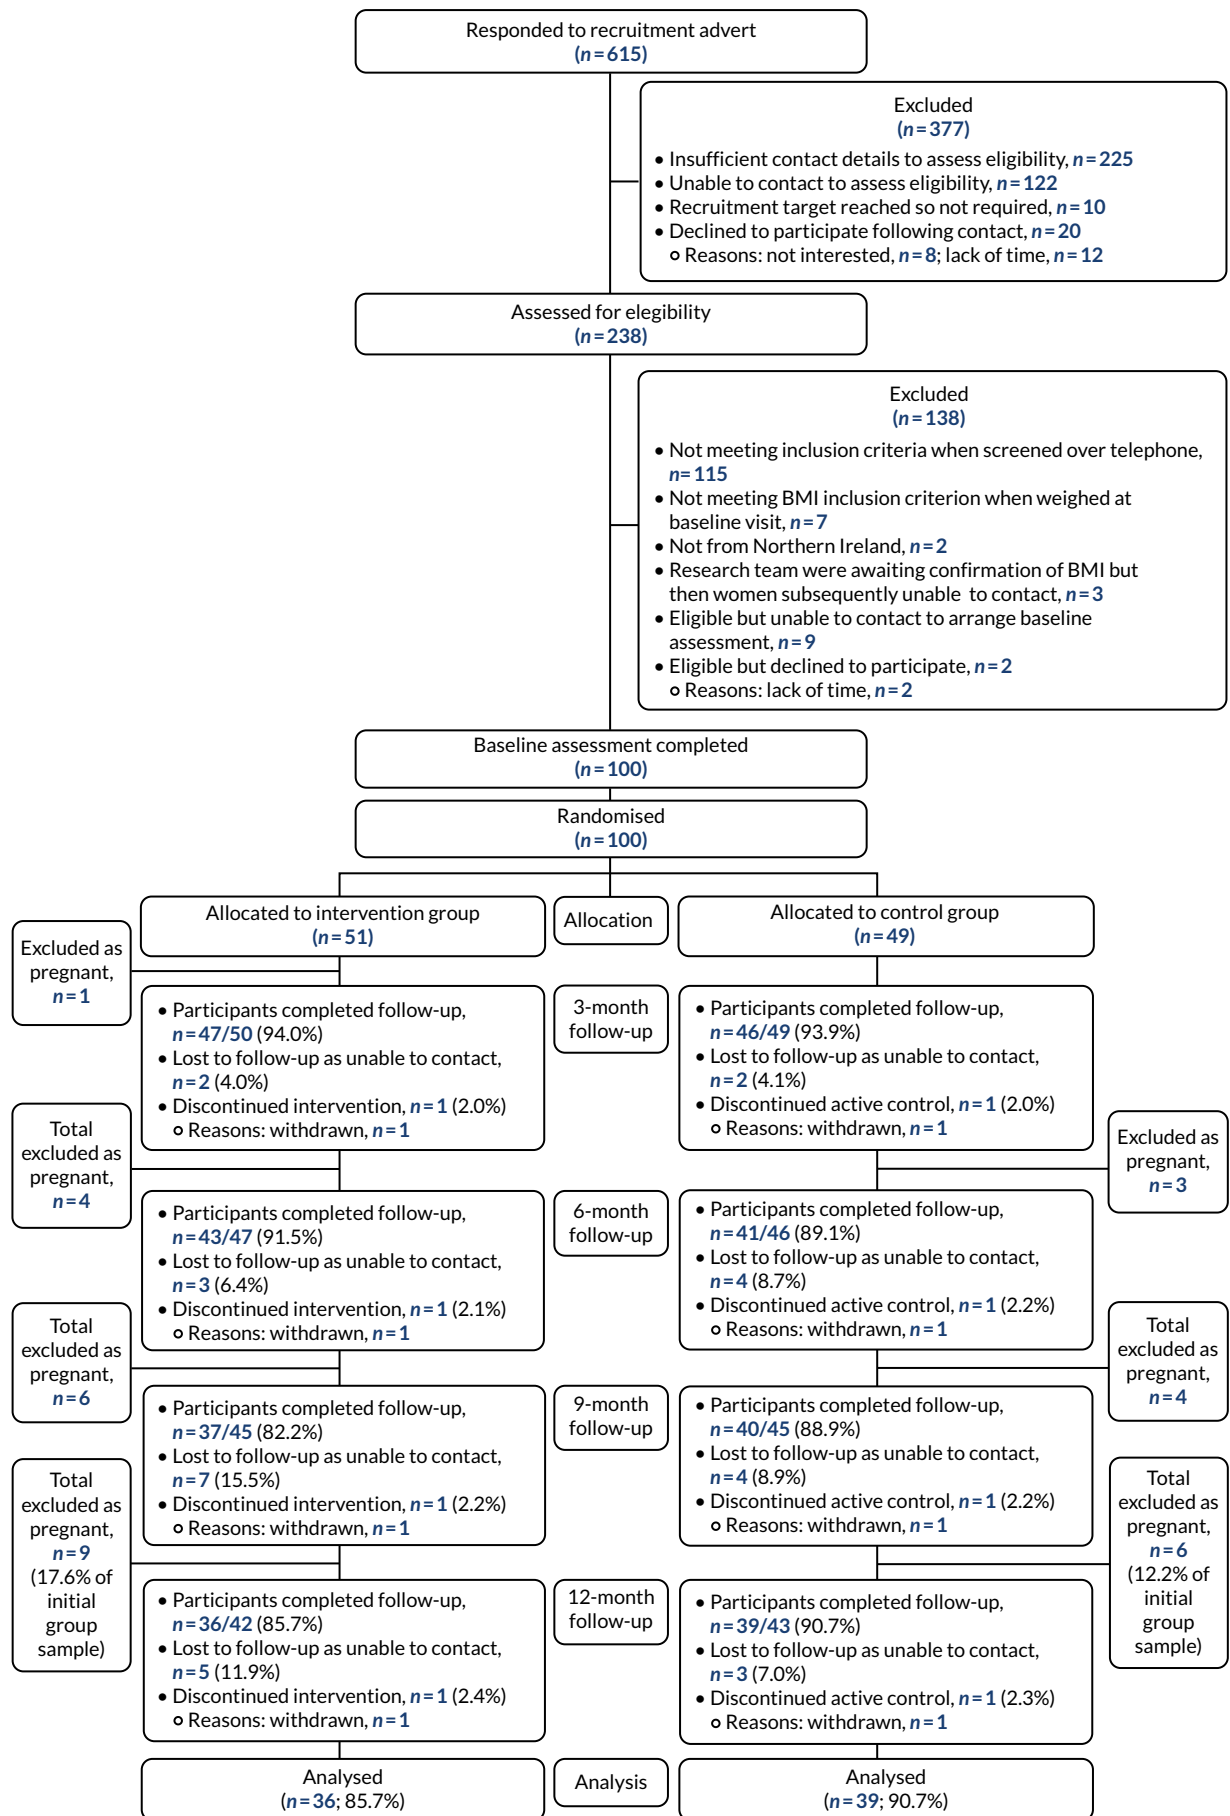 Responded to recruitment advert
(n=615)
Excluded
(n=377)
• Insufficient contact details to assess eligibility, n=225
• Unable to contact to assess eligibility, n=122
• Recruitment target reached so not required, n=10
• Declined to participate following contact, n=20
Reasons: not interested, n=8; lack of time, n=12
Assessed for elegibility
(n=238)
Excluded
(n=138)
• Not meeting inclusion criteria when screened over telephone,
n=115
• Not meeting BMI inclusion criterion when weighed at
baseline visit, n=7
• Not from Northern Ireland, n=2
• Research team were awaiting confirmation of BMI but
then women subsequently unable to contact, n=3
• Eligible but unable to contact to arrange baseline
assessment, n=9
• Eligible but declined to participate, n=2
Reasons: lack of time, n=2
Baseline assessment completed
(n=100)
Randomised
(n=100)
Allocated to intervention group
(n=51)
Allocation
Allocated to control group
(n=49)
Excluded as
pregnant,
n=1
• Participants completed follow-up,
n=47/50 (94.0%)
• Lost to follow-up as unable to contact,
n=2 (4.0%)
• Discontinued intervention, n=1 (2.0%)
Reasons: withdrawn, n=1
3-month
follow-up
• Participants completed follow-up,
n=46/49 (93.9%)
• Lost to follow-up as unable to contact,
n=2 (4.1%)
• Discontinued active control, n=1 (2.0%)
Reasons: withdrawn, n=1
Total
excluded as
pregnant,
n=4
Excluded as
pregnant,
n=3
• Participants completed follow-up,
n=43/47 (91.5%)
• Lost to follow-up as unable to contact,
n=3 (6.4%)
• Discontinued intervention, n=1 (2.1%)
Reasons: withdrawn, n=1
6-month
follow-up
• Participants completed follow-up,
n=41/46 (89.1%)
• Lost to follow-up as unable to contact,
n=4 (8.7%)
• Discontinued active control, n=1 (2.2%)
Reasons: withdrawn, n=1
Total
excluded as
pregnant,
n=6
Total
excluded as
pregnant,
n=4
• Participants completed follow-up,
n=37/45 (82.2%)
• Lost to follow-up as unable to contact,
n=7 (15.5%)
• Discontinued intervention, n=1 (2.2%)
Reasons: withdrawn, n=1
9-month
follow-up
• Participants completed follow-up,
n=40/45 (88.9%)
• Lost to follow-up as unable to contact,
n=4 (8.9%)
• Discontinued active control, n=1 (2.2%)
Reasons: withdrawn, n=1
Total
excluded as
pregnant,
n=9
(17.6% of
initial
group
sample)
Total
excluded as
pregnant,
n=6
(12.2% of
initial
group
sample)
• Participants completed follow-up,
n=36/42 (85.7%)
• Lost to follow-up as unable to contact,
n=5 (11.9%)
• Discontinued intervention, n=1 (2.4%)
Reasons: withdrawn, n=1
12-month
follow-up
• Participants completed follow-up,
n=39/43 (90.7%)
• Lost to follow-up as unable to contact,
n=3 (7.0%)
• Discontinued active control, n=1 (2.3%)
Reasons: withdrawn, n=1
Analysed
(n=36; 85.7%)
Analysis
Analysed
(n=39; 90.7%)